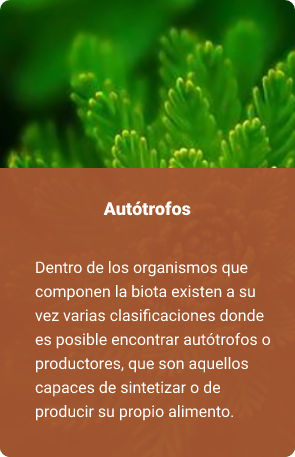 Autótrofos
Dentro de los organismos que
componen la biota existen a su
vez varias clasificaciones donde
es posible encontrar autótrofos o
productores, que son aquellos
capaces de sintetizar o de
producir su propio alimento.